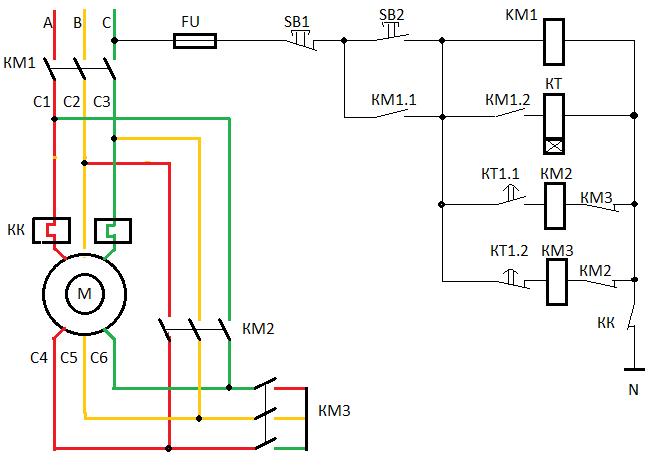 A B C FU SB1 SB2 KM1
KM1
C1 C2 C3 KM1.1 KM1.2 KT
KT1.1 KM2 KM3
KK
KT1.2 KM3 KM2
M
KM2 KK
C4 C5 C6
N
KM3